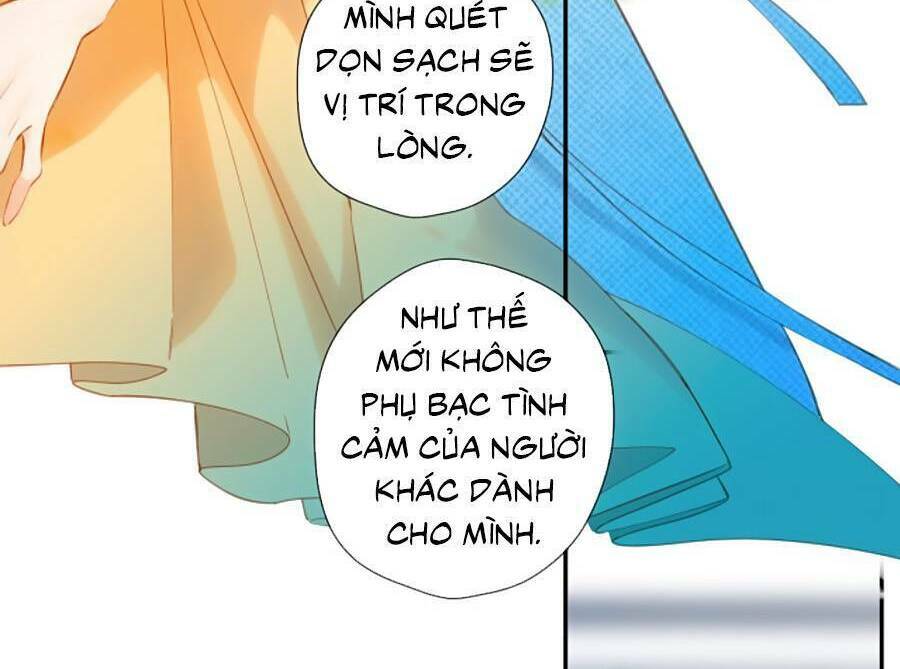 MÌNH QUÉT
DỌN SẠCH SẼ
VỊ TRÍ TRONG
LÒNG.
NHƯ THẾ
MỚI KHÔNG
PHỤ BẠC TÌNH
CẢM CỦA NGƯỜI
KHÁC DÀNH
CHO MÌNH.